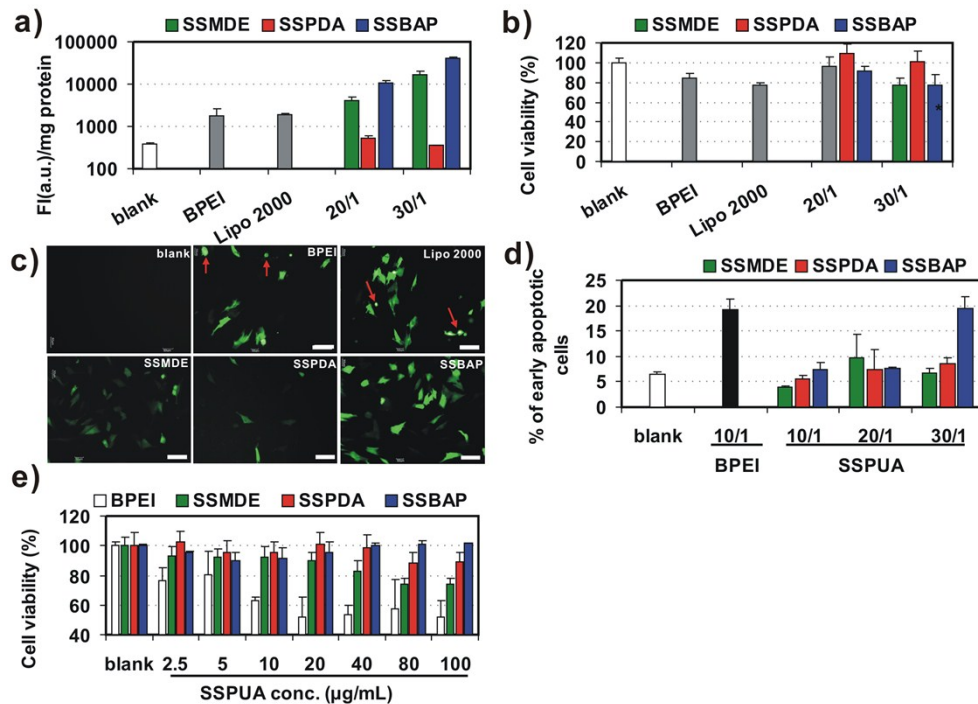 a)
SSMDE SSPDA SSBAP
FI(a.u.)/mg protein
100000
10000
1000
100
blank BPEI Lipo 2000 20/1 30/1
b)
SSMDE SSPDA SSBAP
Cell viability (%)
120
100
80
60
40
20
0
*
blank BPEI Lipo 2000 20/1 30/1
c)
blank BPEI Lipo 2000
SSMDE SSPDA SSBAP
d)
SSMDE SSPDA SSBAP
% of early apoptotic
cells
25
20
15
10
5
0
blank 10/1 10/1 20/1 30/1
BPEI SSPUA
e)
BPEI SSMDE SSPDA SSBAP
Cell viability (%)
120
100
80
60
40
blank 2.5 5 10 20 40 80 100
SSPUA conc. (µg/mL)